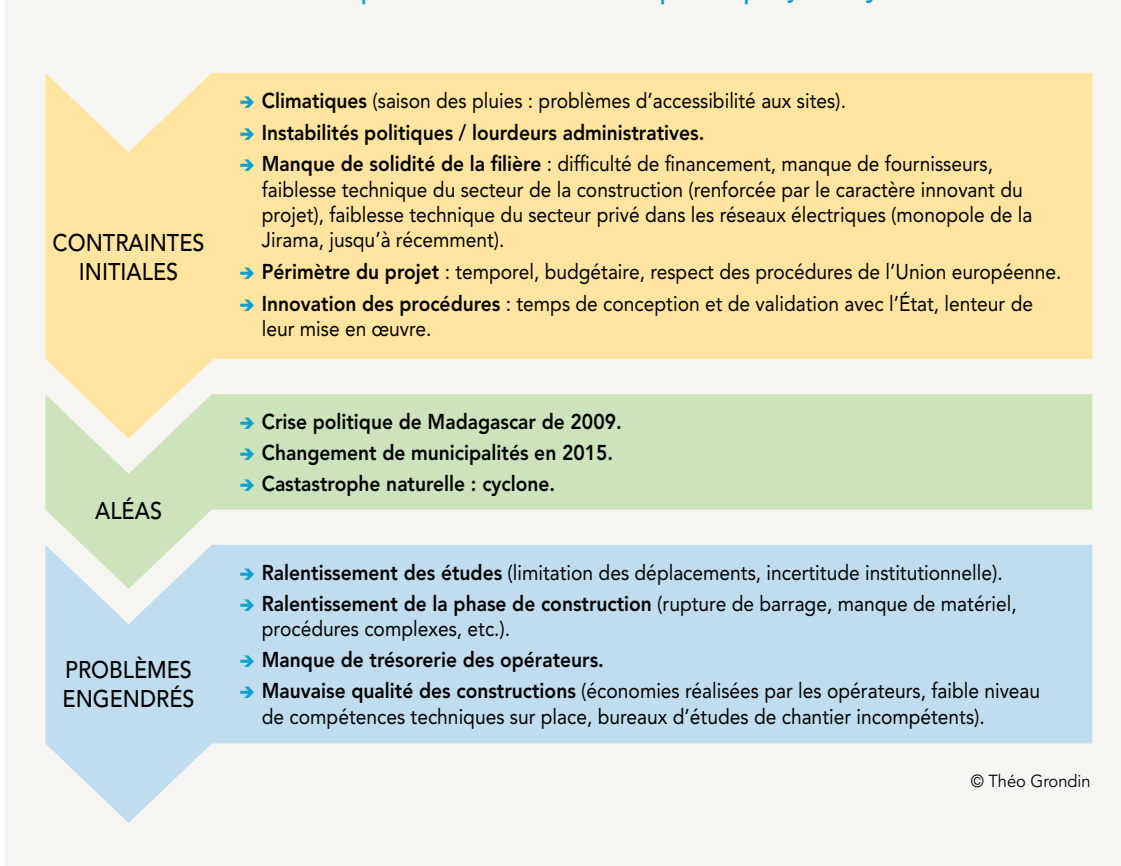 ➔ Climatiques (saison des pluies : problèmes d'accessibilité aux sites).
➔ Instabilités politiques / lourdeurs administratives.
➔ Manque de solidité de la filière : difficulté de financement, manque de fournisseurs,
faiblesse technique du secteur de la construction (renforcée par le caractère innovant du
projet), faiblesse technique du secteur privé dans les réseaux électriques (monopole de la
Jirama, jusqu'à récemment).
CONTRAINTES
INITIALES
➔ Périmètre du projet : temporel, budgétaire, respect des procédures de l'Union européenne.
➔ Innovation des procédures : temps de conception et de validation avec l'État, lenteur de
leur mise en œuvre.
➔ Crise politique de Madagascar de 2009.
➔ Changement de municipalités en 2015.
➔ Castastrophe naturelle : cyclone.
ALÉAS
➔ Ralentissement des études (limitation des déplacements, incertitude institutionnelle).
➔ Ralentissement de la phase de construction (rupture de barrage, manque de matériel,
procédures complexes, etc.).
➔ Manque de trésorerie des opérateurs.
➔ Mauvaise qualité des constructions (économies réalisées par les opérateurs, faible niveau
de compétences techniques sur place, bureaux d'études de chantier incompétents).
PROBLÈMES
ENGENDRÉS
© Théo Grondin